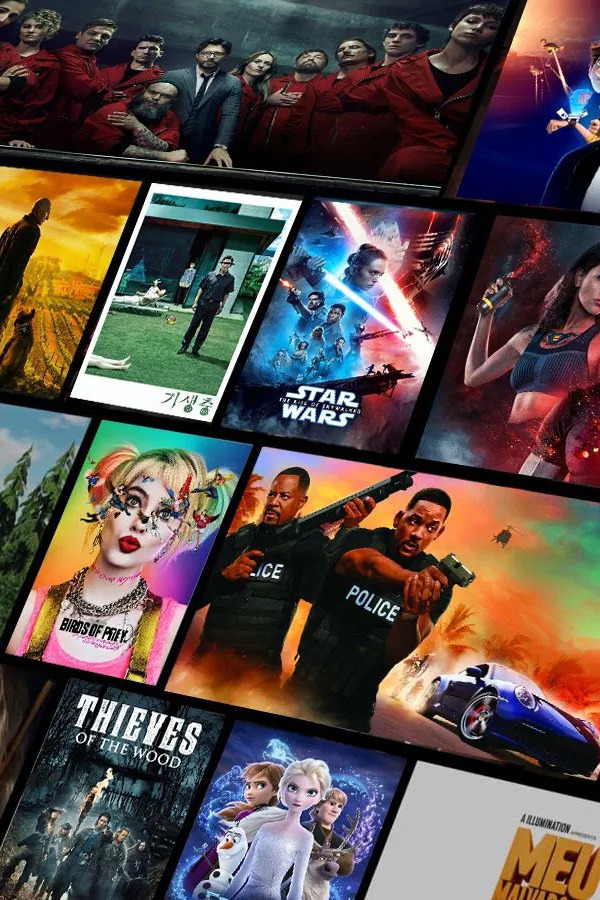 기생충
STAR
THE RISE OF SKYWALKER
WARS
BIRDS OF PREY
LICE
POLICE
THIEVES
OF THE WOOD
A ILLUMINATION
MEU